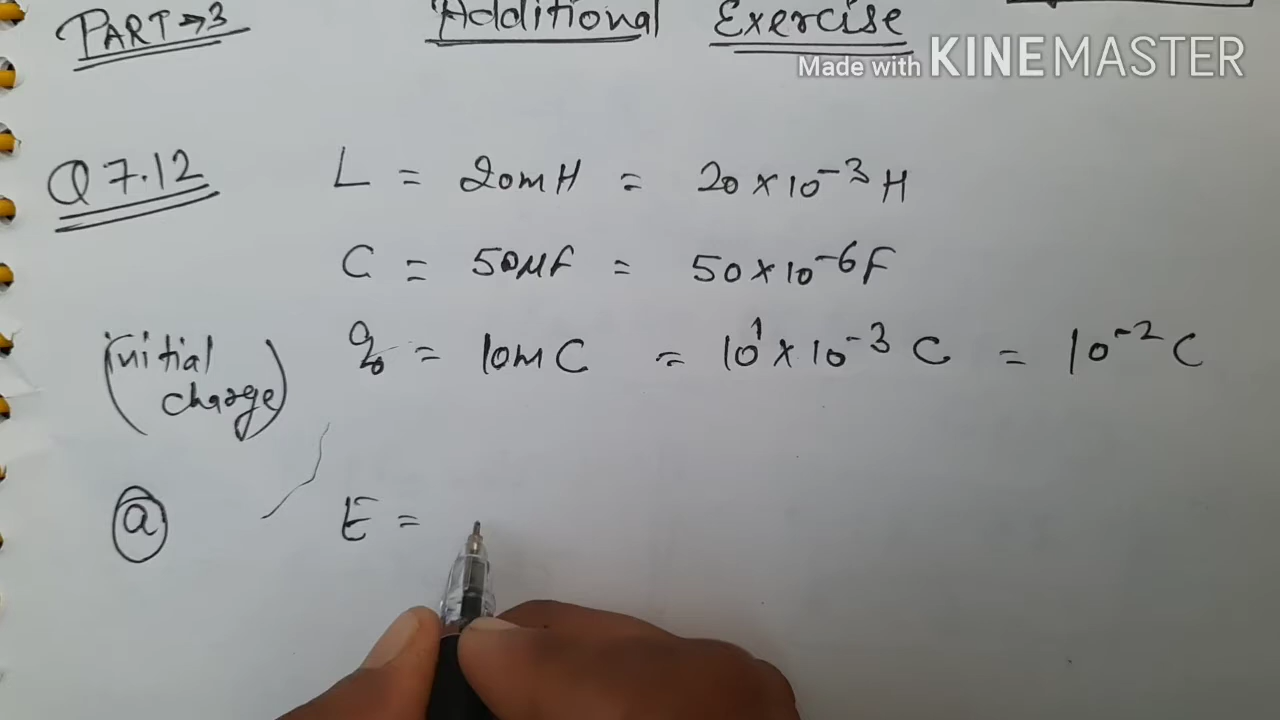 PART→3 Additional Exercise
Made with KINEMASTER
Q 7.12 L = 20mH = 20×10⁻³ H
C = 50μF = 50×10⁻⁶F
(initial charge) q₀ = 10mC = 10¹×10⁻³ C = 10⁻² C
ⓐ E =